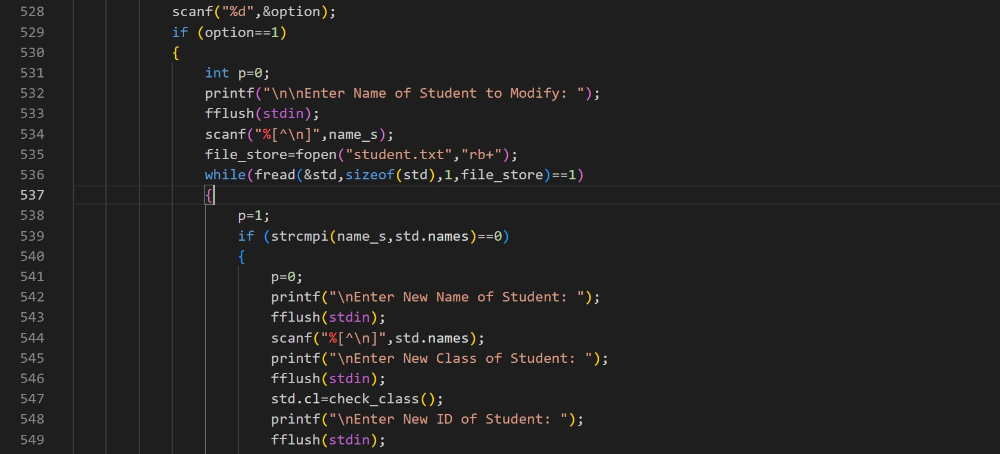 528 scanf("%d",&option);
529 if (option==1)
530 {
531 int p=0;
532 printf("\n\nEnter Name of Student to Modify: ");
533 fflush(stdin);
534 scanf("%[^\n]",name_s);
535 file_store=fopen("student.txt","rb+");
536 while(fread(&std,sizeof(std),1,file_store)==1)
537 {
538 p=1;
539 if (strcmpi(name_s,std.names)==0)
540 {
541 p=0;
542 printf("\nEnter New Name of Student: ");
543 fflush(stdin);
544 scanf("%[^\n]",std.names);
545 printf("\nEnter New Class of Student: ");
546 fflush(stdin);
547 std.cl=check_class();
548 printf("\nEnter New ID of Student: ");
549 fflush(stdin);